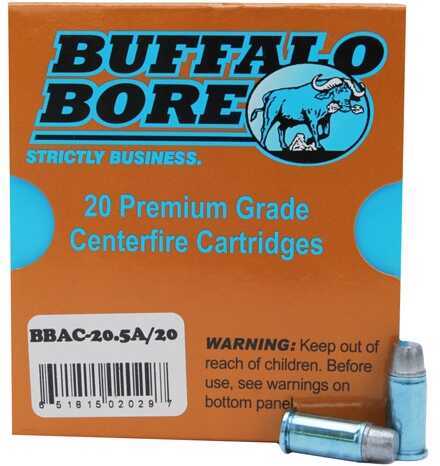 BUFFALO
BORE
STRICTLY BUSINESS.
20 Premium Grade
Centerfire Cartridges
BBAC-20.5A/20
6 51815 02029 7
WARNING: Keep out of
reach of children. Before
use, see warnings on
bottom panel